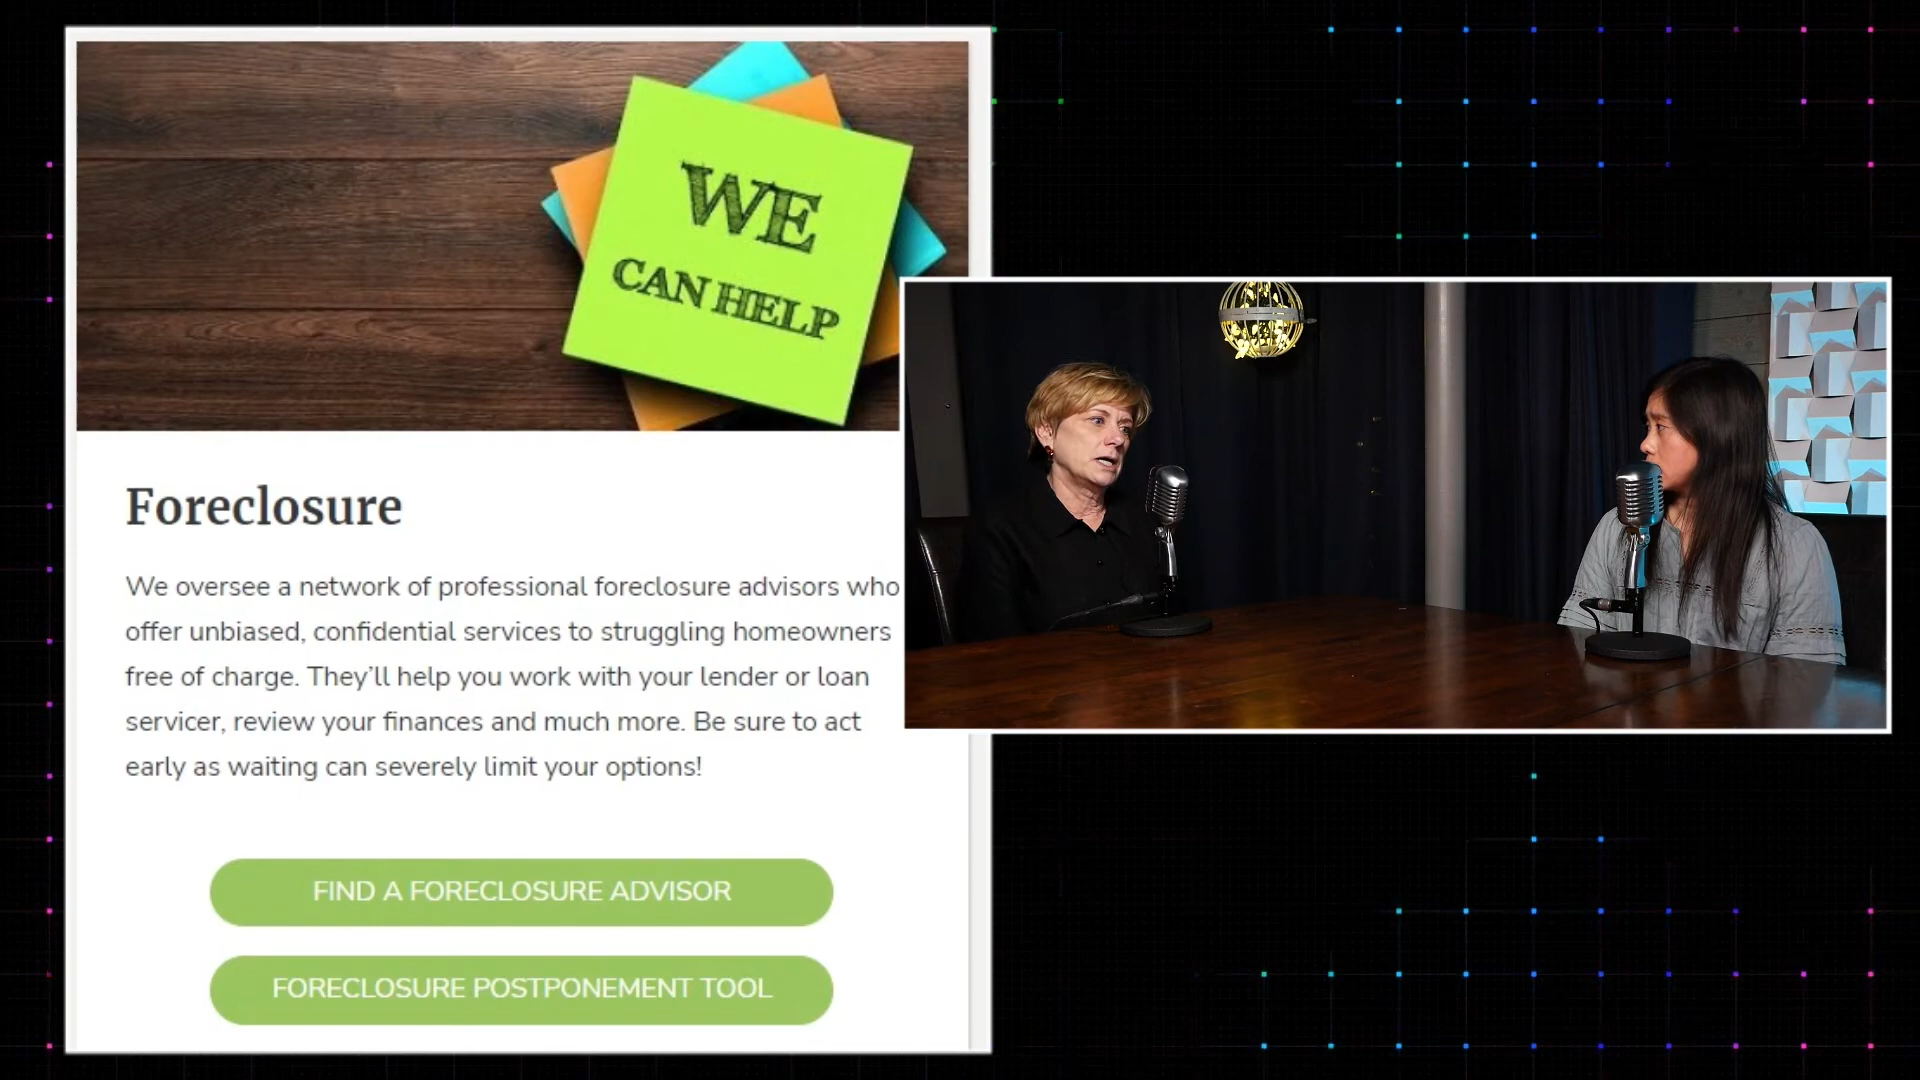 WE
CAN HELP
Foreclosure
We oversee a network of professional foreclosure advisors who
offer unbiased, confidential services to struggling homeowners
free of charge. They’ll help you work with your lender or loan
servicer, review your finances and much more. Be sure to act
early as waiting can severely limit your options!
FIND A FORECLOSURE ADVISOR
FORECLOSURE POSTPONEMENT TOOL